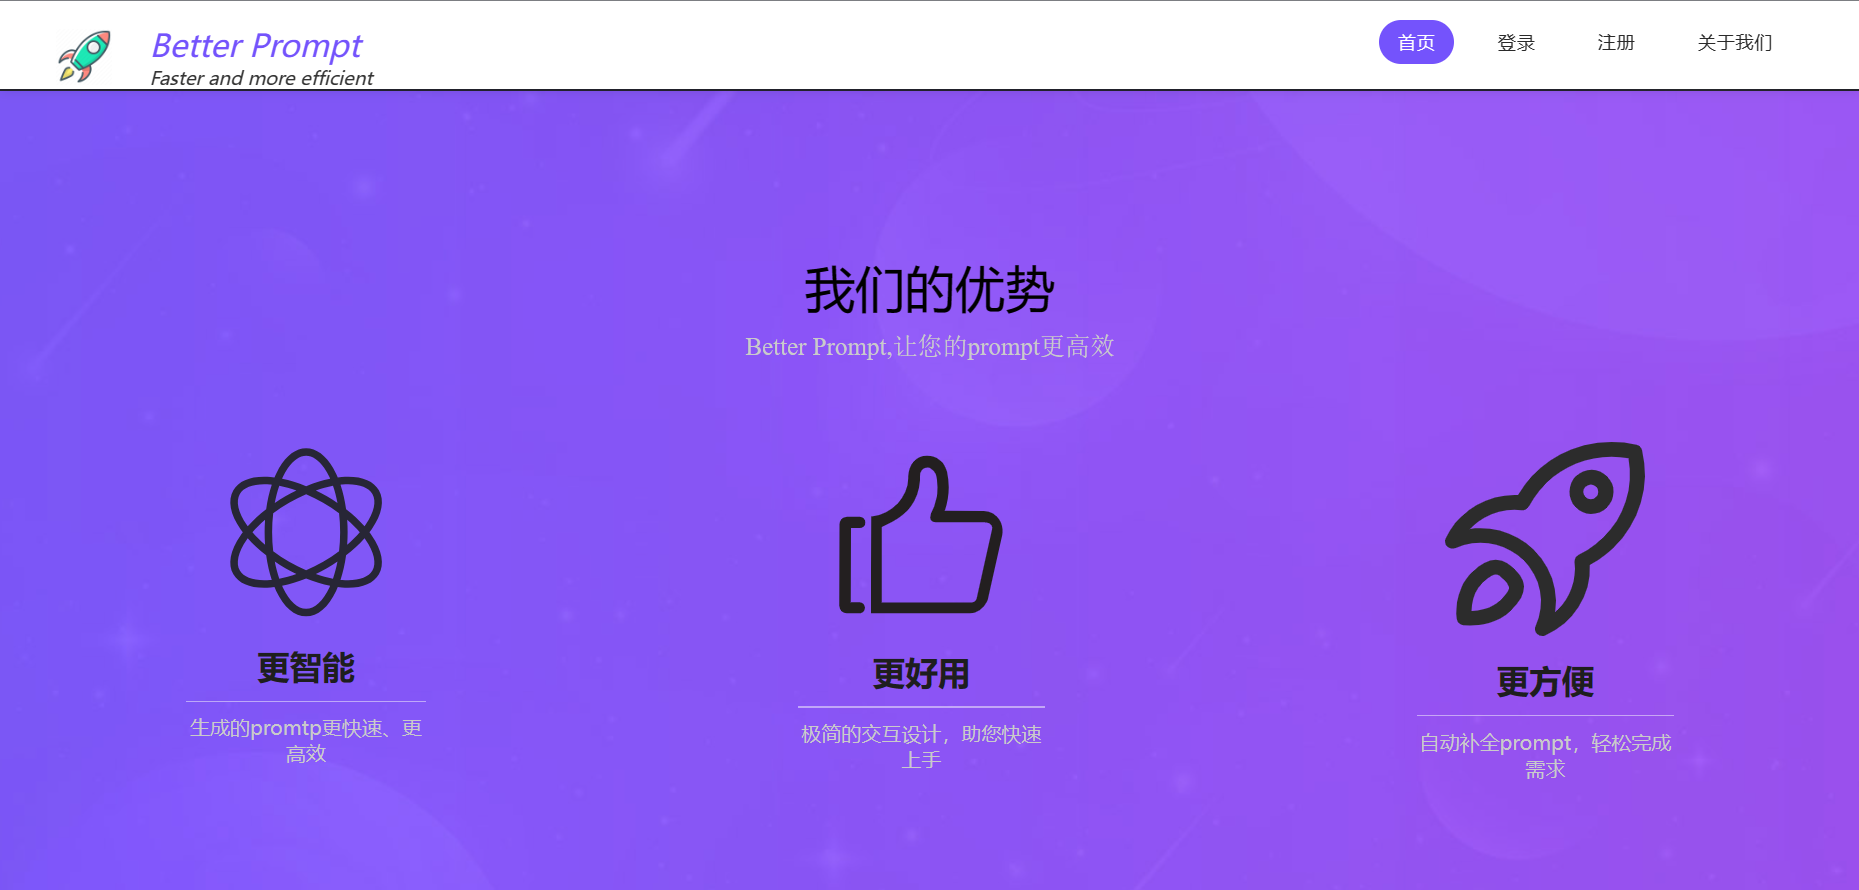 Better Prompt
Faster and more efficient
首页
登录
注册
关于我们
我们的优势
Better Prompt,让您的prompt更高效
更智能
生成的promtp更快速、更
高效
更好用
极简的交互设计，助您快速
上手
更方便
自动补全prompt，轻松完成
需求